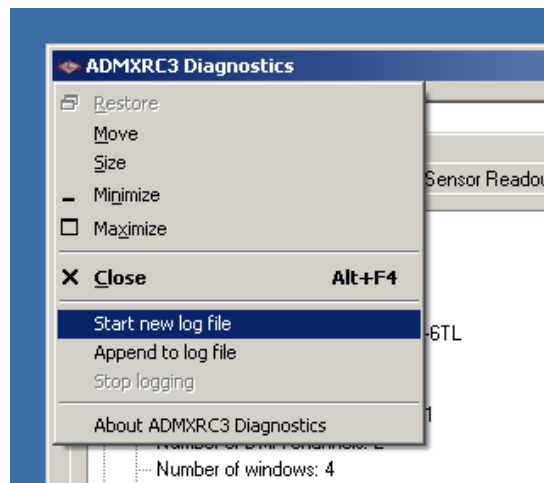 ADMXRC3 Diagnostics
Restore
Move
Size
Sensor Readou
Minimize
Maximize
Close Alt+F4
Start new log file
-6TL
Append to log file
Stop logging
1
About ADMXRC3 Diagnostics
Number of windows: 4